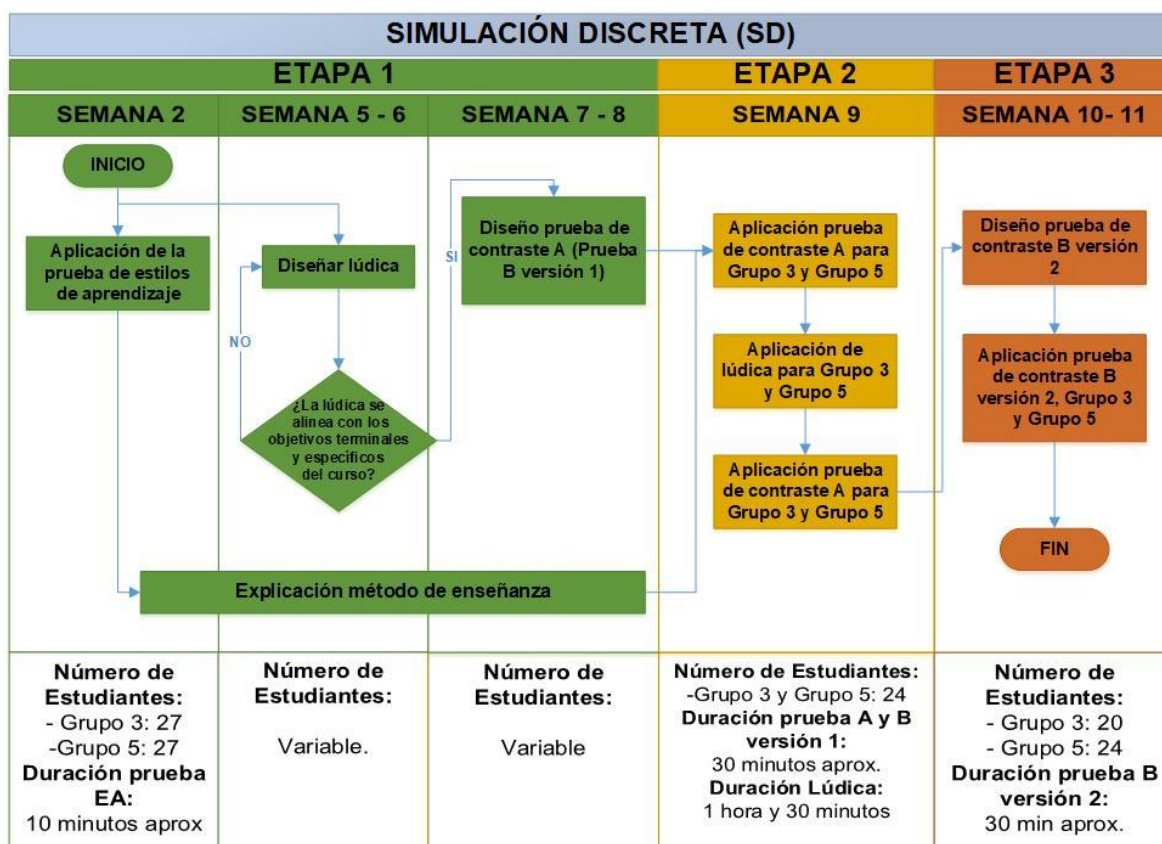 SIMULACIÓN DISCRETA (SD)
ETAPA 1
ETAPA 2
ETAPA 3
SEMANA 2
SEMANA 5 - 6
SEMANA 7 - 8
SEMANA 9
SEMANA 10- 11
INICIO
Aplicación de la
prueba de estilos
de aprendizaje
Diseñar lúdica
NO
¿La lúdica se
alinea con los
objetivos terminales
y específicos
del curso?
SI
Diseño prueba de
contraste A (Prueba
B versión 1)
Explicación método de enseñanza
Aplicación prueba
de contraste A para
Grupo 3 y Grupo 5
Aplicación de
lúdica para Grupo 3
y Grupo 5
Aplicación prueba
de contraste A para
Grupo 3 y Grupo 5
Diseño prueba de
contraste B versión
2
Aplicación prueba
de contraste B
versión 2, Grupo 3
y Grupo 5
FIN
Número de
Estudiantes:
- Grupo 3: 27
-Grupo 5: 27
Duración prueba
EA:
10 minutos aprox
Número de
Estudiantes:
Variable.
Número de
Estudiantes:
Variable
Número de Estudiantes:
-Grupo 3 y Grupo 5: 24
Duración prueba A y B
versión 1:
30 minutos aprox.
Duración Lúdica:
1 hora y 30 minutos
Número de
Estudiantes:
- Grupo 3: 20
- Grupo 5: 24
Duración prueba B
versión 2:
30 min aprox.